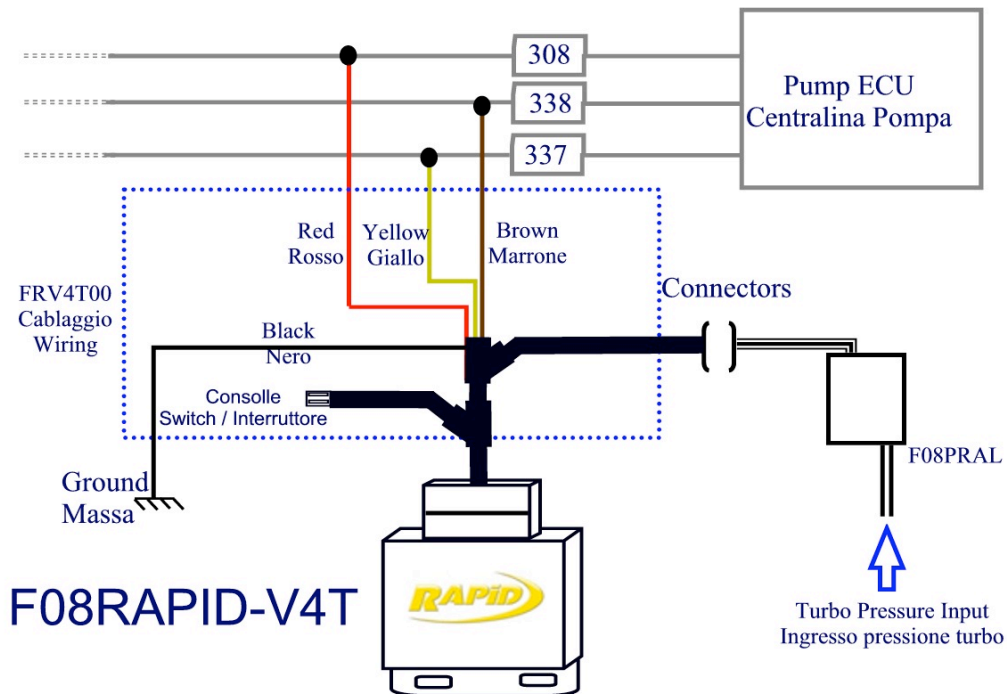 308
338
337
Pump ECU
Centralina Pompa
Red
Rosso
Yellow
Giallo
Brown
Marrone
FRV4T00
Cablaggio
Wiring
Connectors
Black
Nero
Consolle
Switch / Interruttore
F08PRAL
Ground
Massa
RAPiD
F08RAPID-V4T
Turbo Pressure Input
Ingresso pressione turbo